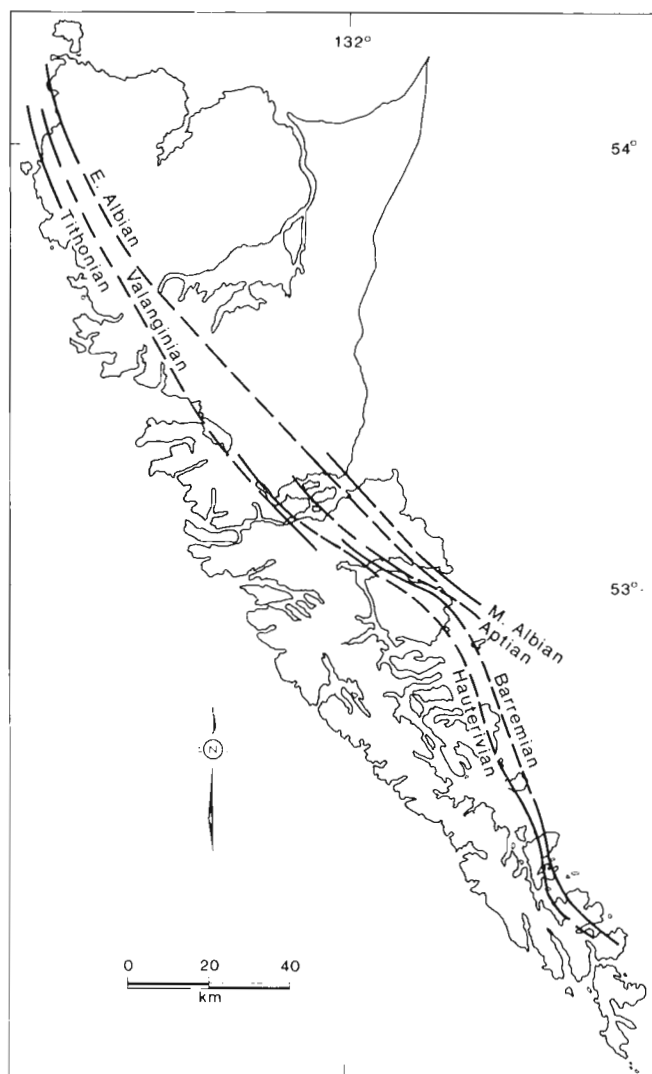 132°
54°
E. Albian
Tithonian
Valanginian
53°
M. Albian
Aptian
Barremian
Hauterivian
N
0 20 40
km